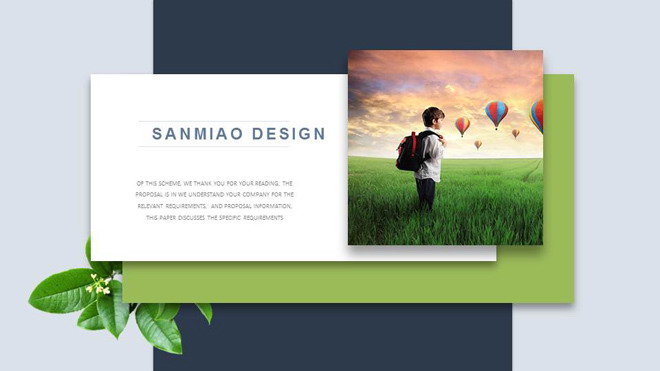 SANMIAO DESIGN
OF THIS SCHEME, WE THANK YOU FOR YOUR READING, THE
PROPOSAL IS IN WE UNDERSTAND YOUR COMPANY FOR THE
RELEVANT REQUIREMENTS, AND PROPOSAL INFORMATION,
THIS PAPER DISCUSSES THE SPECIFIC REQUIREMENTS